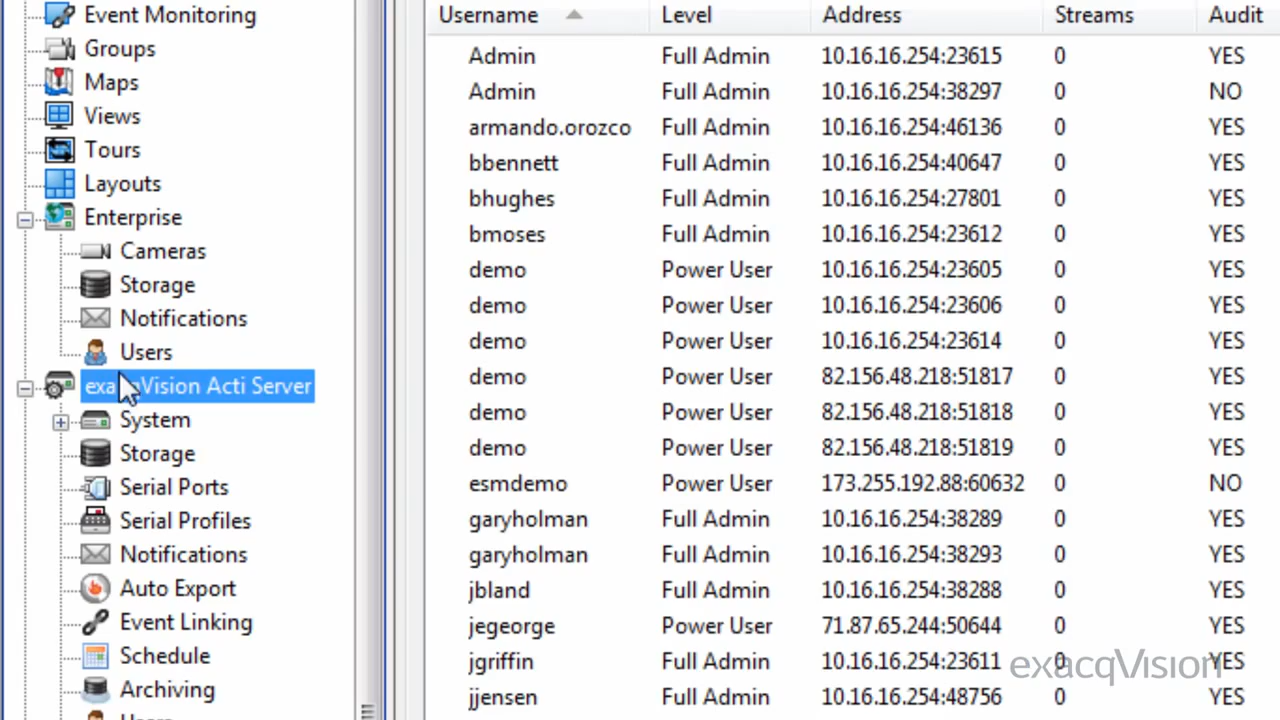 Event Monitoring
Groups
Maps
Views
Tours
Layouts
Enterprise
Cameras
Storage
Notifications
Users
exacqVision Acti Server
System
Storage
Serial Ports
Serial Profiles
Notifications
Auto Export
Event Linking
Schedule
Archiving
Username Level Address Streams Audit
Admin Full Admin 10.16.16.254:23615 0 YES
Admin Full Admin 10.16.16.254:38297 0 NO
armando.orozco Full Admin 10.16.16.254:46136 0 YES
bbennett Full Admin 10.16.16.254:40647 0 YES
bhughes Full Admin 10.16.16.254:27801 0 YES
bmoses Full Admin 10.16.16.254:23612 0 YES
demo Power User 10.16.16.254:23605 0 YES
demo Power User 10.16.16.254:23606 0 YES
demo Power User 10.16.16.254:23614 0 YES
demo Power User 82.156.48.218:51817 0 YES
demo Power User 82.156.48.218:51818 0 YES
demo Power User 82.156.48.218:51819 0 YES
esmdemo Power User 173.255.192.88:60632 0 NO
garyholman Full Admin 10.16.16.254:38289 0 YES
garyholman Full Admin 10.16.16.254:38293 0 YES
jbland Full Admin 10.16.16.254:38288 0 YES
jegeorge Power User 71.87.65.244:50644 0 YES
jgriffin Full Admin 10.16.16.254:23611 0 YES
jjensen Full Admin 10.16.16.254:48756 0 YES
exacqVision